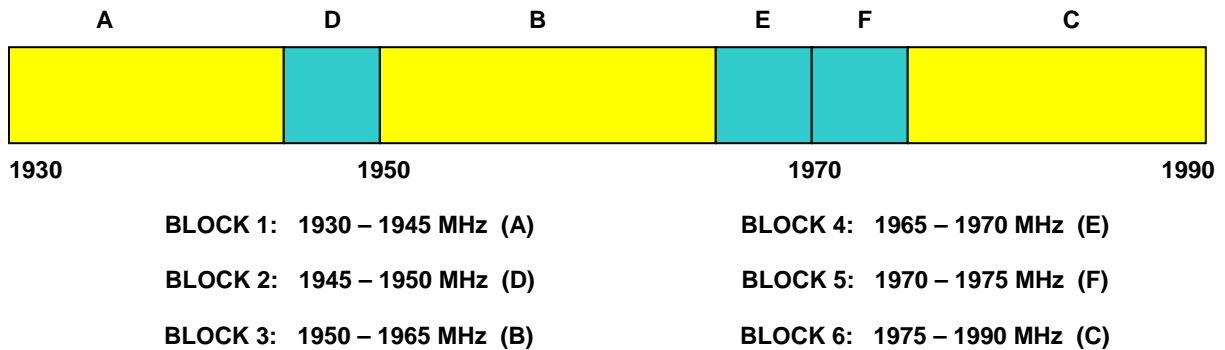 A D B E F C
1930 1950 1970 1990
BLOCK 1: 1930 – 1945 MHz (A) BLOCK 4: 1965 – 1970 MHz (E)
BLOCK 2: 1945 – 1950 MHz (D) BLOCK 5: 1970 – 1975 MHz (F)
BLOCK 3: 1950 – 1965 MHz (B) BLOCK 6: 1975 – 1990 MHz (C)